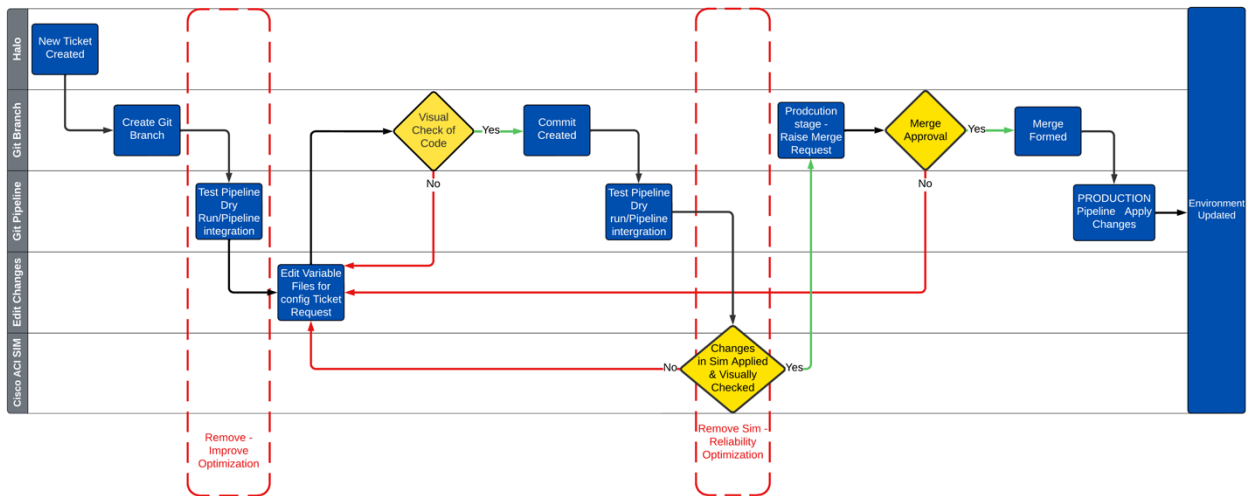 Halo
New Ticket
Created
Git Branch
Create Git
Branch
Visual
Check of
Code
Yes
No
Commit
Created
Prodcution
stage -
Raise Merge
Request
Merge
Approval
Yes
No
Merge
Formed
Git Pipeline
Test Pipeline
Dry
Run/Pipeline
integration
Test Pipeline
Dry
run/Pipeline
intergration
PRODUCTION
Pipeline Apply
Changes
Environment
Updated
Edit Changes
Edit Variable
Files for
config Ticket
Request
Cisco ACI SIM
No
Changes
in Sim Applied
& Visually
Checked
Yes
Remove -
Improve
Optimization
Remove Sim -
Reliability
Optimization